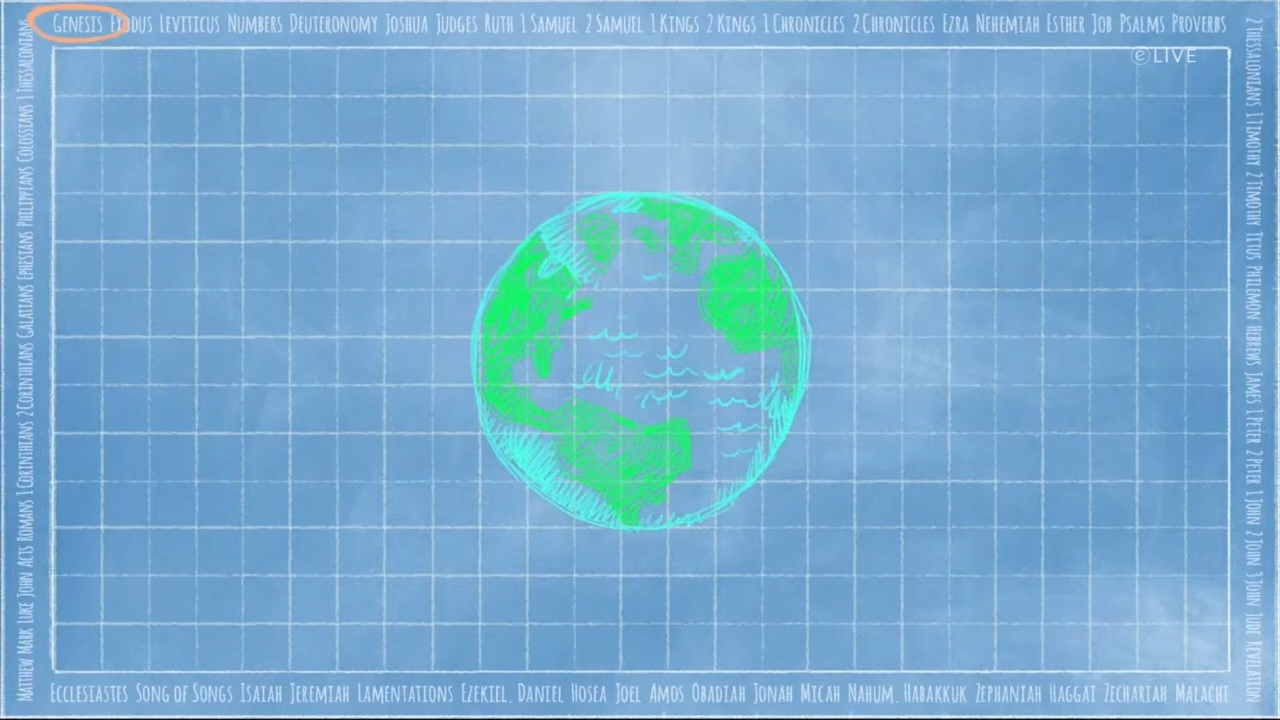 Genesis Exodus Leviticus Numbers Deuteronomy Joshua Judges Ruth 1 Samuel 2 Samuel 1 Kings 2 Kings 1 Chronicles 2 Chronicles Ezra Nehemiah Esther Job Psalms Proverbs
e LIVE
Ecclesiastes Song of Songs Isaiah Jeremiah Lamentations Ezekiel. Daniel Hosea Joel Amos Obadiah Jonah Micah Nahum. Habakkuk Zephaniah Haggai Zechariah Malachi
Matthew Mark Luke John Acts Romans 1 Corinthians 2 Corinthians Galatians Ephesians Philippians Colossians 1 Thessalonians
2 Thessalonians 1 Timothy 2 Timothy Titus Philemon Hebrews James 1 Peter 2 Peter 1 John 2 John 3 John Jude Revelation